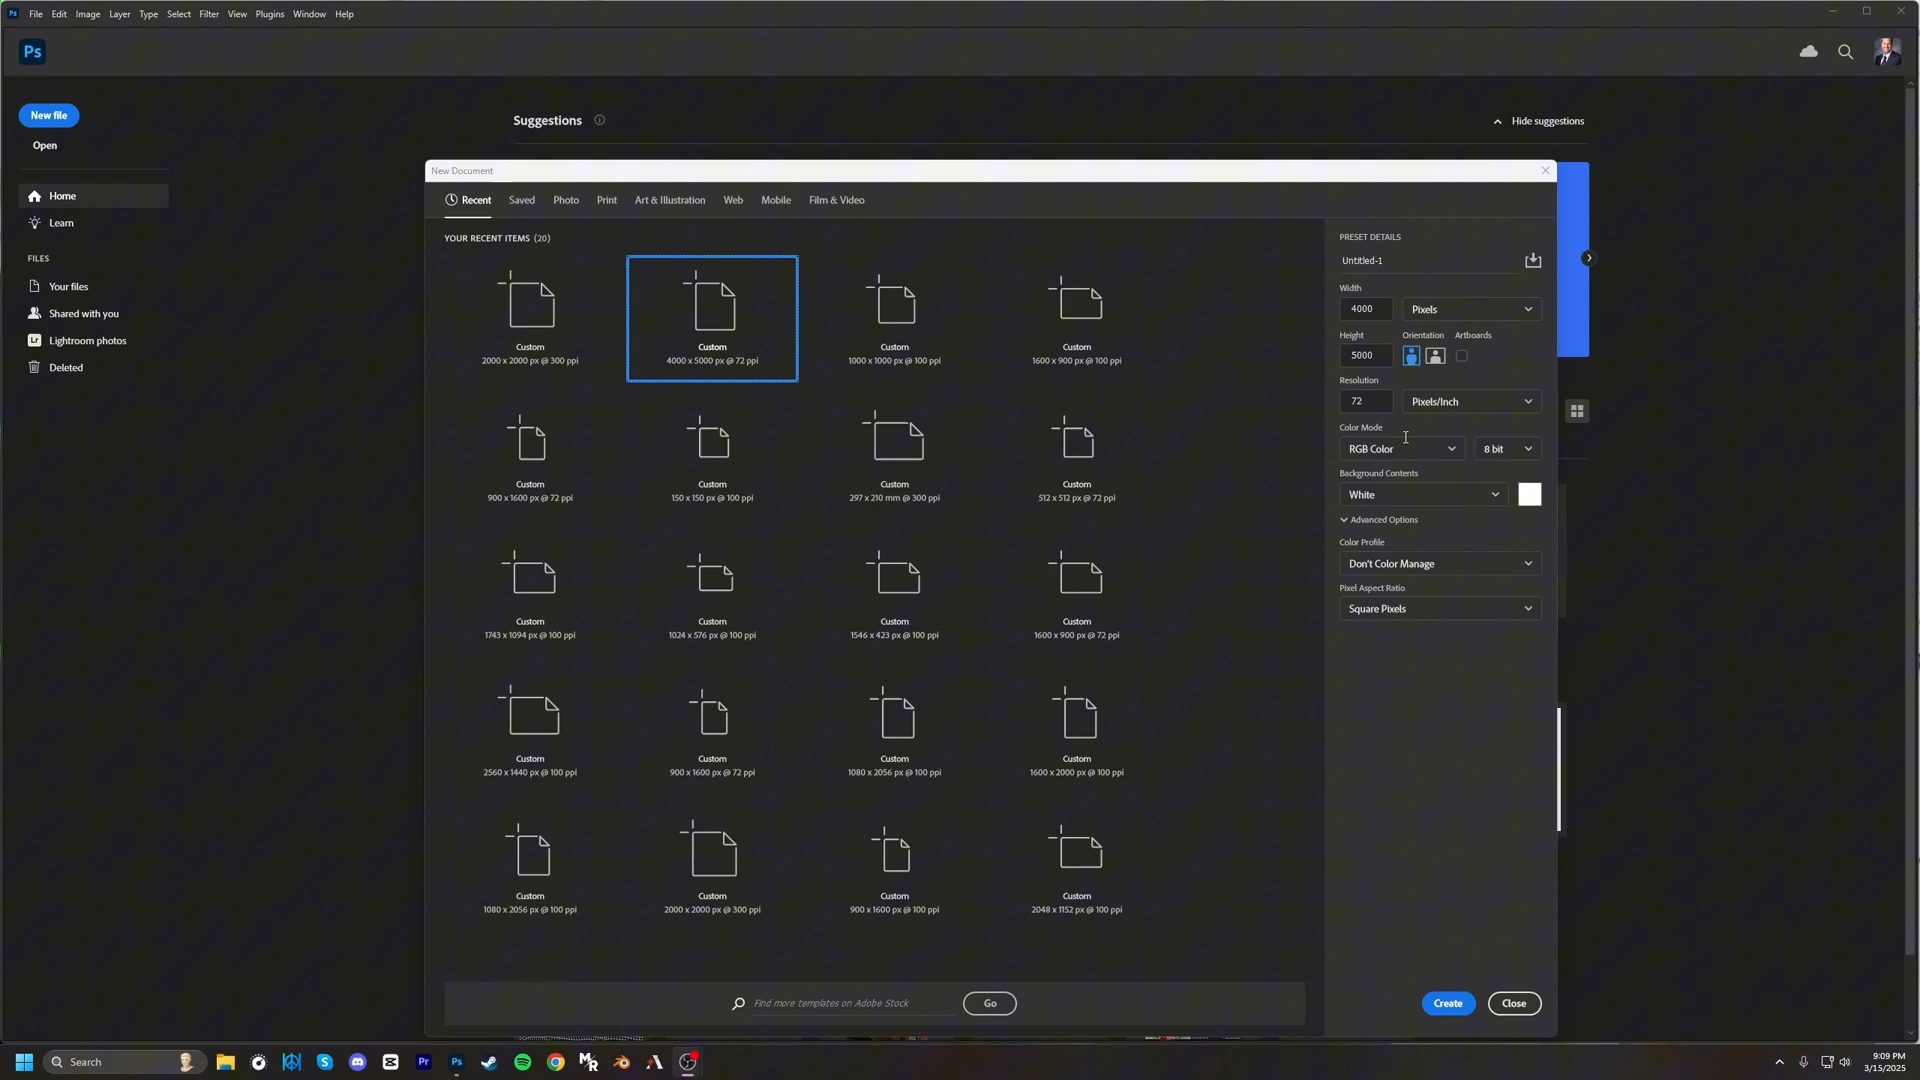 Ps File Edit Image Layer Type Select Filter View Plugins Window Help
Ps
New file
Open
Home
Learn
FILES
Your files
Shared with you
Lr Lightroom photos
Deleted
Suggestions
Hide suggestions
New Document
Recent Saved Photo Print Art & Illustration Web Mobile Film & Video
YOUR RECENT ITEMS (20)
Custom Custom Custom Custom
2000 x 2000 px @ 300 ppi 4000 x 5000 px @ 72 ppi 1000 x 1000 px @ 100 ppi 1600 x 900 px @ 100 ppi
Custom Custom Custom Custom
900 x 1600 px @ 72 ppi 150 x 150 px @ 100 ppi 297 x 210 mm @ 300 ppi 512 x 512 px @ 72 ppi
Custom Custom Custom Custom
1743 x 1094 px @ 100 ppi 1024 x 576 px @ 100 ppi 1546 x 423 px @ 100 ppi 1600 x 900 px @ 72 ppi
Custom Custom Custom Custom
2560 x 1440 px @ 100 ppi 900 x 1600 px @ 72 ppi 1080 x 2056 px @ 100 ppi 1600 x 2000 px @ 100 ppi
Custom Custom Custom Custom
1080 x 2056 px @ 100 ppi 2000 x 2000 px @ 300 ppi 900 x 1600 px @ 100 ppi 2048 x 1152 px @ 100 ppi
Find more templates on Adobe Stock Go
PRESET DETAILS
Untitled-1
Width
4000 Pixels
Height Orientation Artboards
5000
Resolution
72 Pixels/Inch
Color Mode
RGB Color 8 bit
Background Contents
White
Advanced Options
Color Profile
Don't Color Manage
Pixel Aspect Ratio
Square Pixels
Create Close
Search
Pr Ps
9:09 PM
3/15/2025